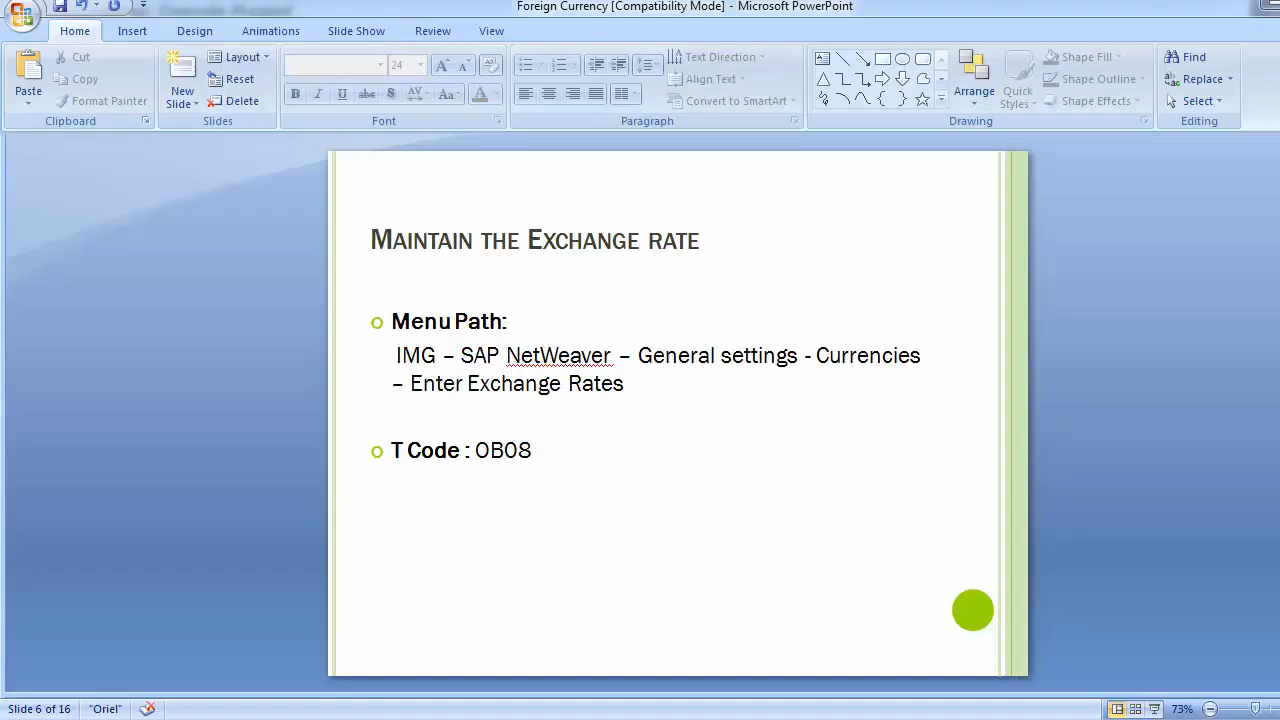 Foreign Currency [Compatibility Mode] - Microsoft PowerPoint
Home Insert Design Animations Slide Show Review View
Paste
Cut
Copy
Format Painter
Clipboard
New Slide
Layout
Reset
Delete
Slides
24
B I U abe S AV Aa A
Font
Text Direction
Align Text
Convert to SmartArt
Paragraph
Arrange
Quick Styles
Shape Fill
Shape Outline
Shape Effects
Drawing
Find
Replace
Select
Editing
MAINTAIN THE EXCHANGE RATE
Menu Path:
IMG – SAP NetWeaver – General settings - Currencies
– Enter Exchange Rates
T Code : OB08
Slide 6 of 16 "Oriel" 73%